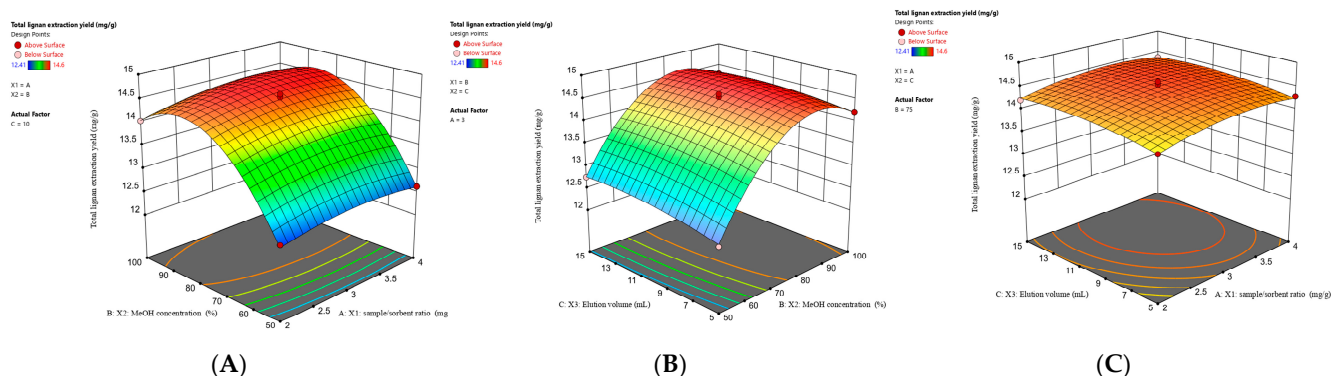 Total lignan extraction yield (mg/g)
Design Points:
Above Surface
Below Surface
12.41 14.6
X1 = A
X2 = B
Actual Factor
C = 10
Total lignan extraction yield (mg/g)
15
14.5
14
13.5
13
12.5
12
100
90
80
70
60
50
B: X2: MeOH concentration (%)
2
2.5
3
3.5
4
A: X1: sample/sorbent ratio (mg
(A)
Total lignan extraction yield (mg/g)
Design Points:
Above Surface
Below Surface
12.41 14.6
X1 = B
X2 = C
Actual Factor
A = 3
Total lignan extraction yield (mg/g)
15
14.5
14
13.5
13
12.5
12
15
13
11
9
7
5
C: X3: Elution volume (mL)
50
60
70
80
90
100
B: X2: MeOH concentration (%)
(B)
Total lignan extraction yield (mg/g)
Design Points:
Above Surface
Below Surface
12.41 14.6
X1 = A
X2 = C
Actual Factor
B = 75
Total lignan extraction yield (mg/g)
15
14.5
14
13.5
13
12.5
12
15
13
11
9
7
5
C: X3: Elution volume (mL)
2
2.5
3
3.5
4
A: X1: sample/sorbent ratio (mg/g)
(C)